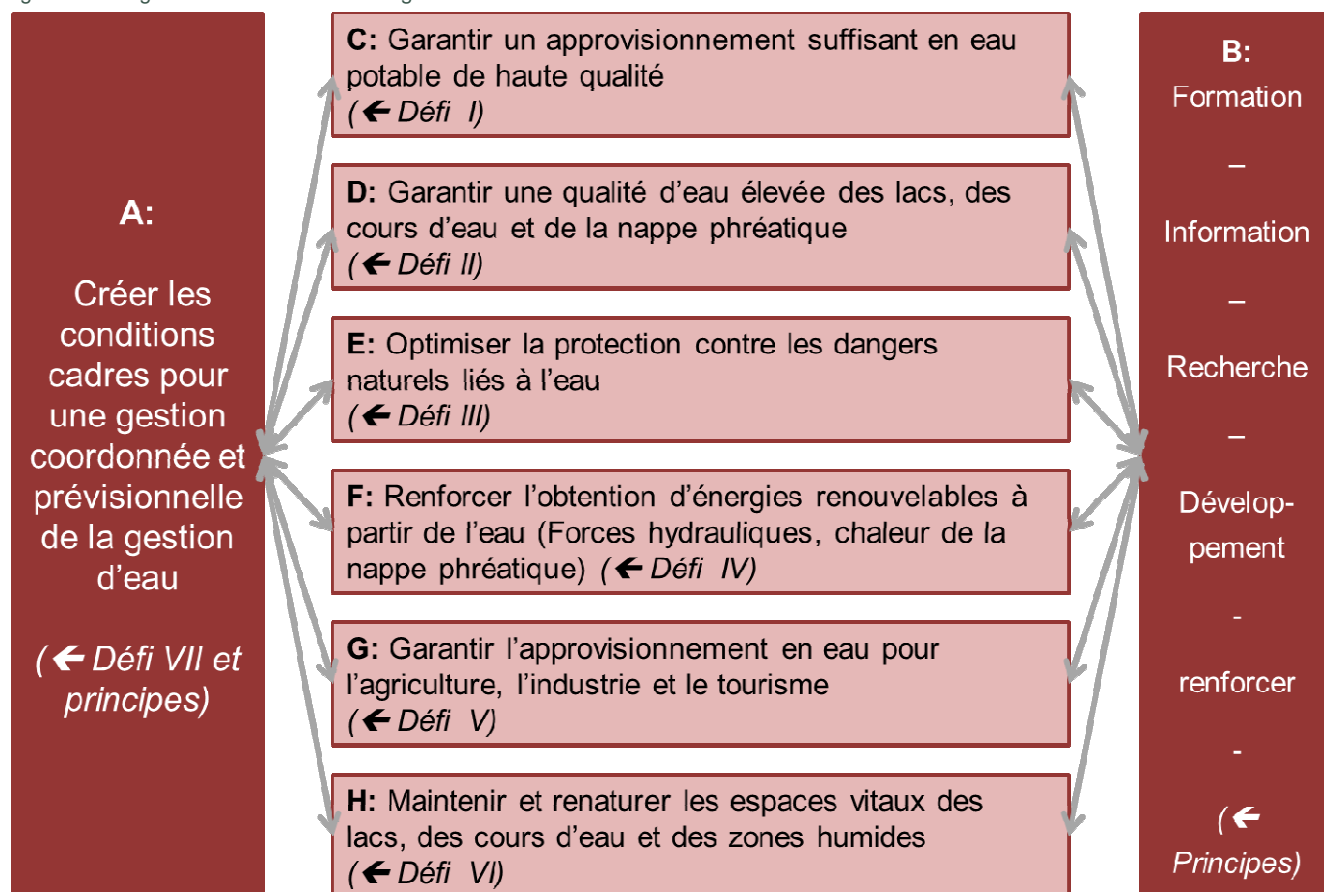 A:
Créer les
conditions
cadres pour
une gestion
coordonnée et
prévisionnelle
de la gestion
d'eau
(← Défi VII et
principes)
C: Garantir un approvisionnement suffisant en eau
potable de haute qualité
(← Défi I)
D: Garantir une qualité d'eau élevée des lacs, des
cours d'eau et de la nappe phréatique
(← Défi II)
E: Optimiser la protection contre les dangers
naturels liés à l'eau
(← Défi III)
F: Renforcer l'obtention d'énergies renouvelables à
partir de l'eau (Forces hydrauliques, chaleur de la
nappe phréatique) (← Défi IV)
G: Garantir l'approvisionnement en eau pour
l'agriculture, l'industrie et le tourisme
(← Défi V)
H: Maintenir et renaturer les espaces vitaux des
lacs, des cours d'eau et des zones humides
(← Défi VI)
B:
Formation
–
Information
–
Recherche
–
Dévelop-
pement
-
renforcer
-
(←
Principes)